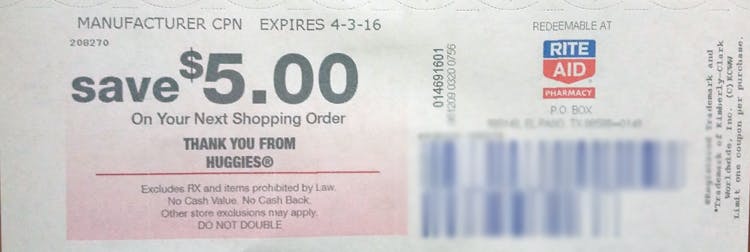 MANUFACTURER CPN EXPIRES 4-3-16
208270
save $5.00
On Your Next Shopping Order
THANK YOU FROM
HUGGIES®
Excludes RX and items prohibited by Law.
No Cash Value. No Cash Back.
Other store exclusions may apply.
DO NOT DOUBLE
0146911601
REDEEMABLE AT
RITE
AID
PHARMACY
P.O. BOX
Trademark and
*Trademark of Kimberly-Clark
Worldwide, Inc. (C)KCWW
Limit one coupon per purchase.